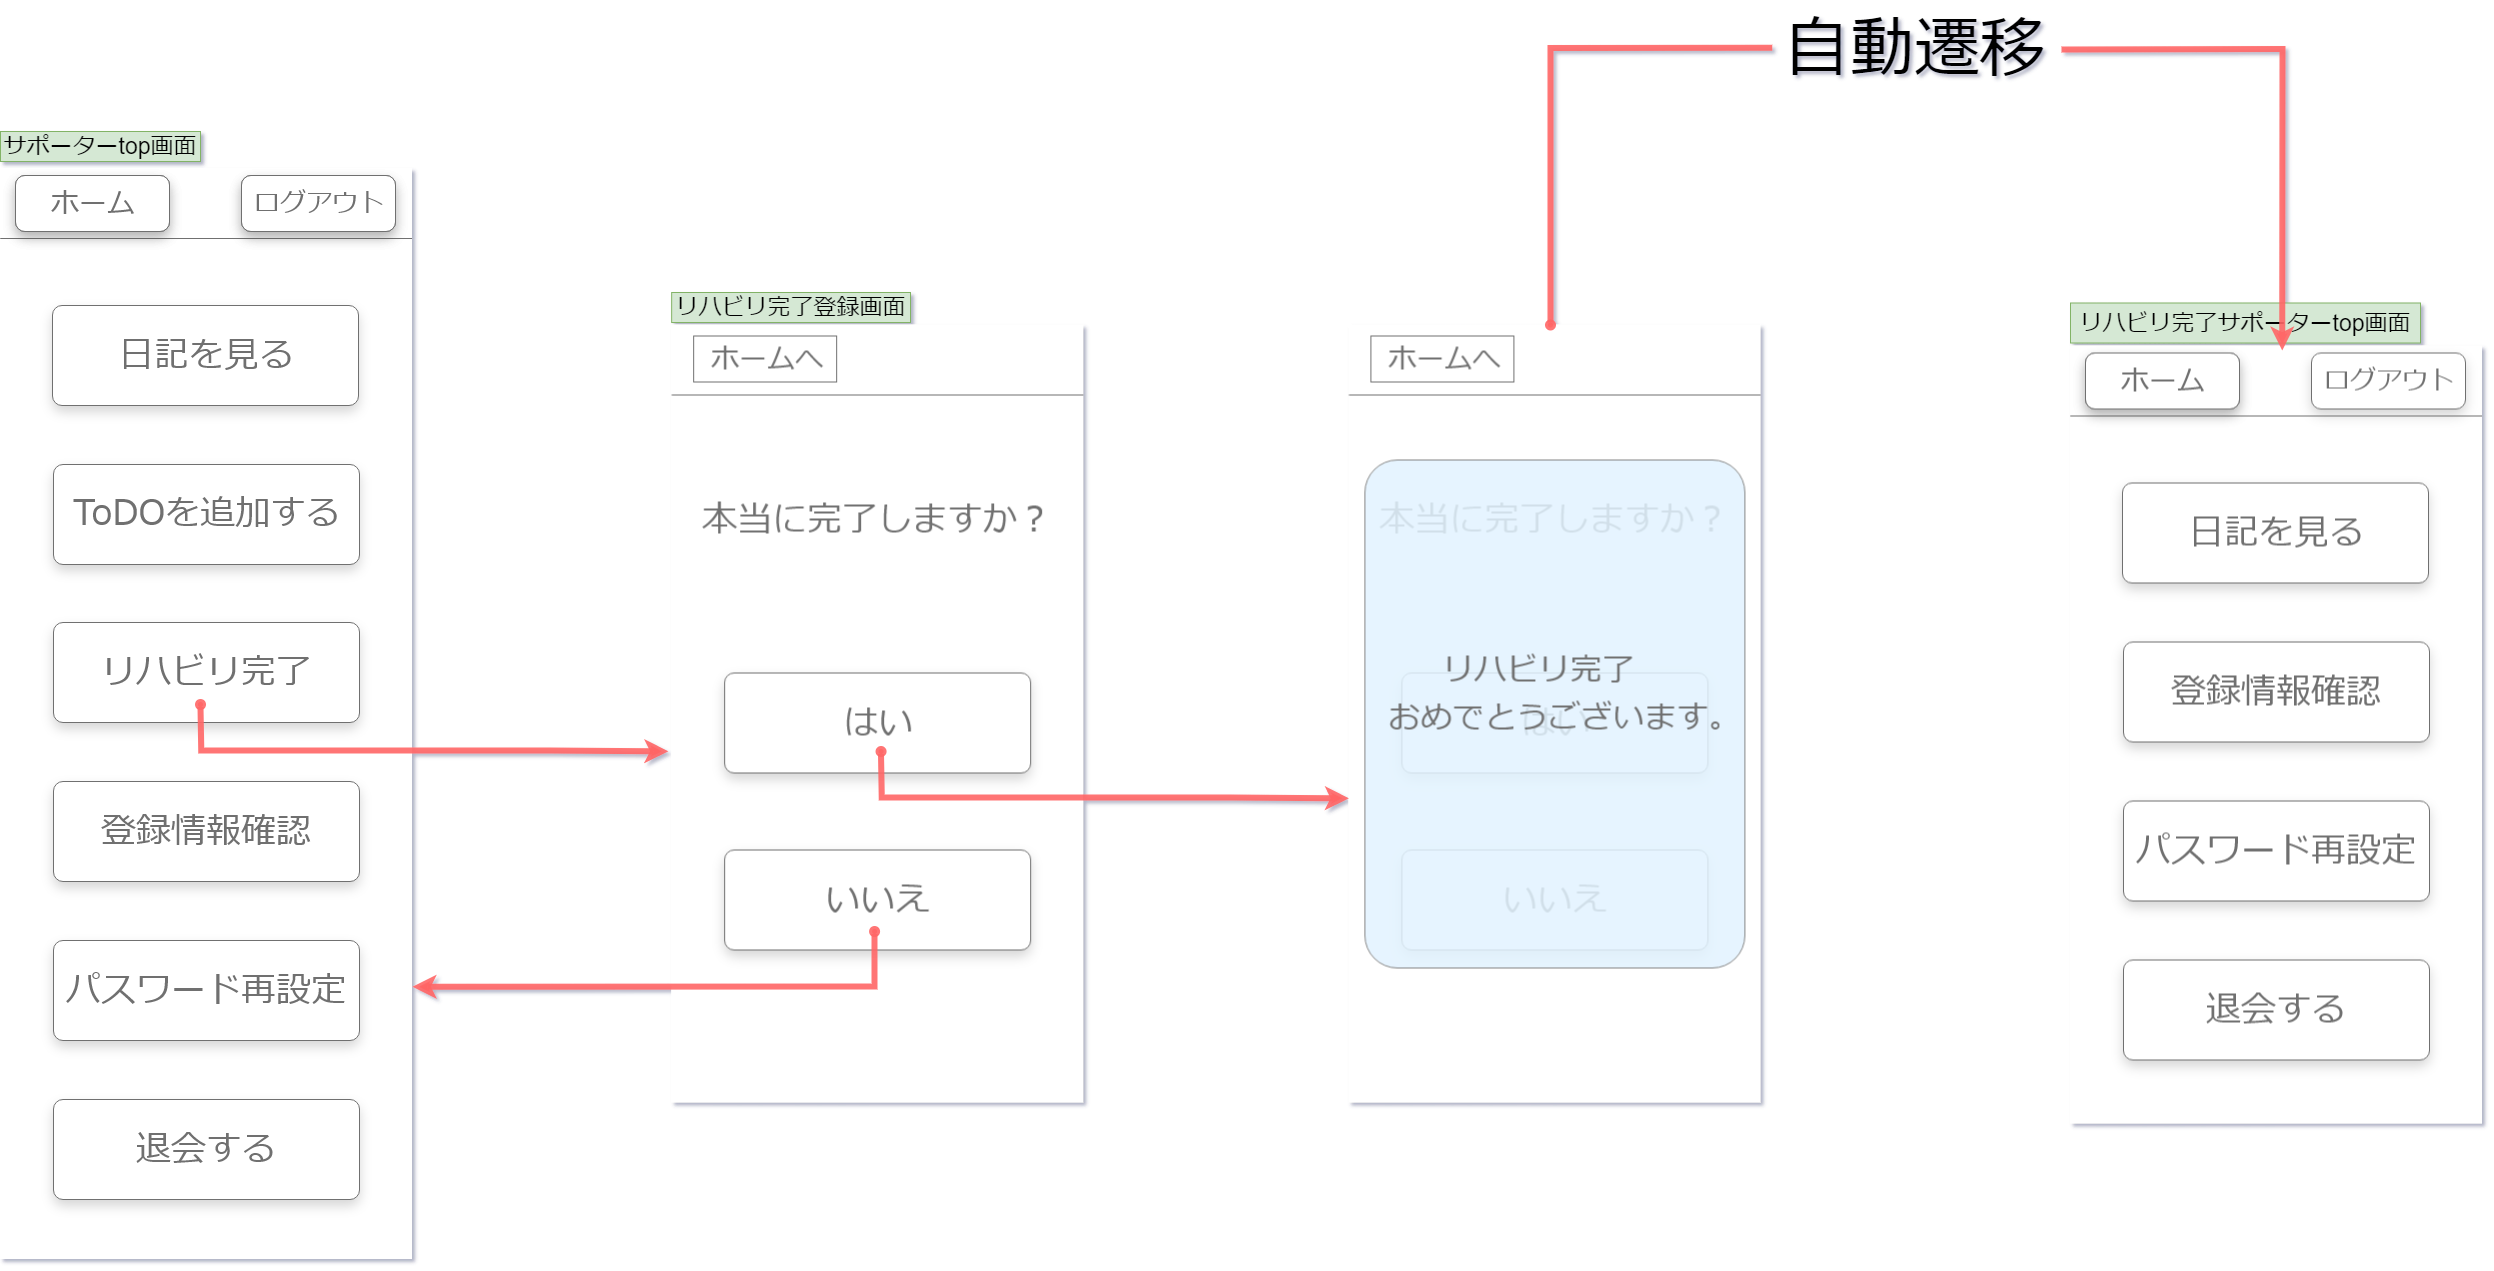 自動遷移
サポーターtop画面
ホーム
ログアウト
日記を見る
ToDOを追加する
リハビリ完了
登録情報確認
パスワード再設定
退会する
リハビリ完了登録画面
ホームへ
本当に完了しますか？
はい
いいえ
ホームへ
本当に完了しますか？
リハビリ完了
おめでとうございます。
はい
いいえ
リハビリ完了サポーターtop画面
ホーム
ログアウト
日記を見る
登録情報確認
パスワード再設定
退会する